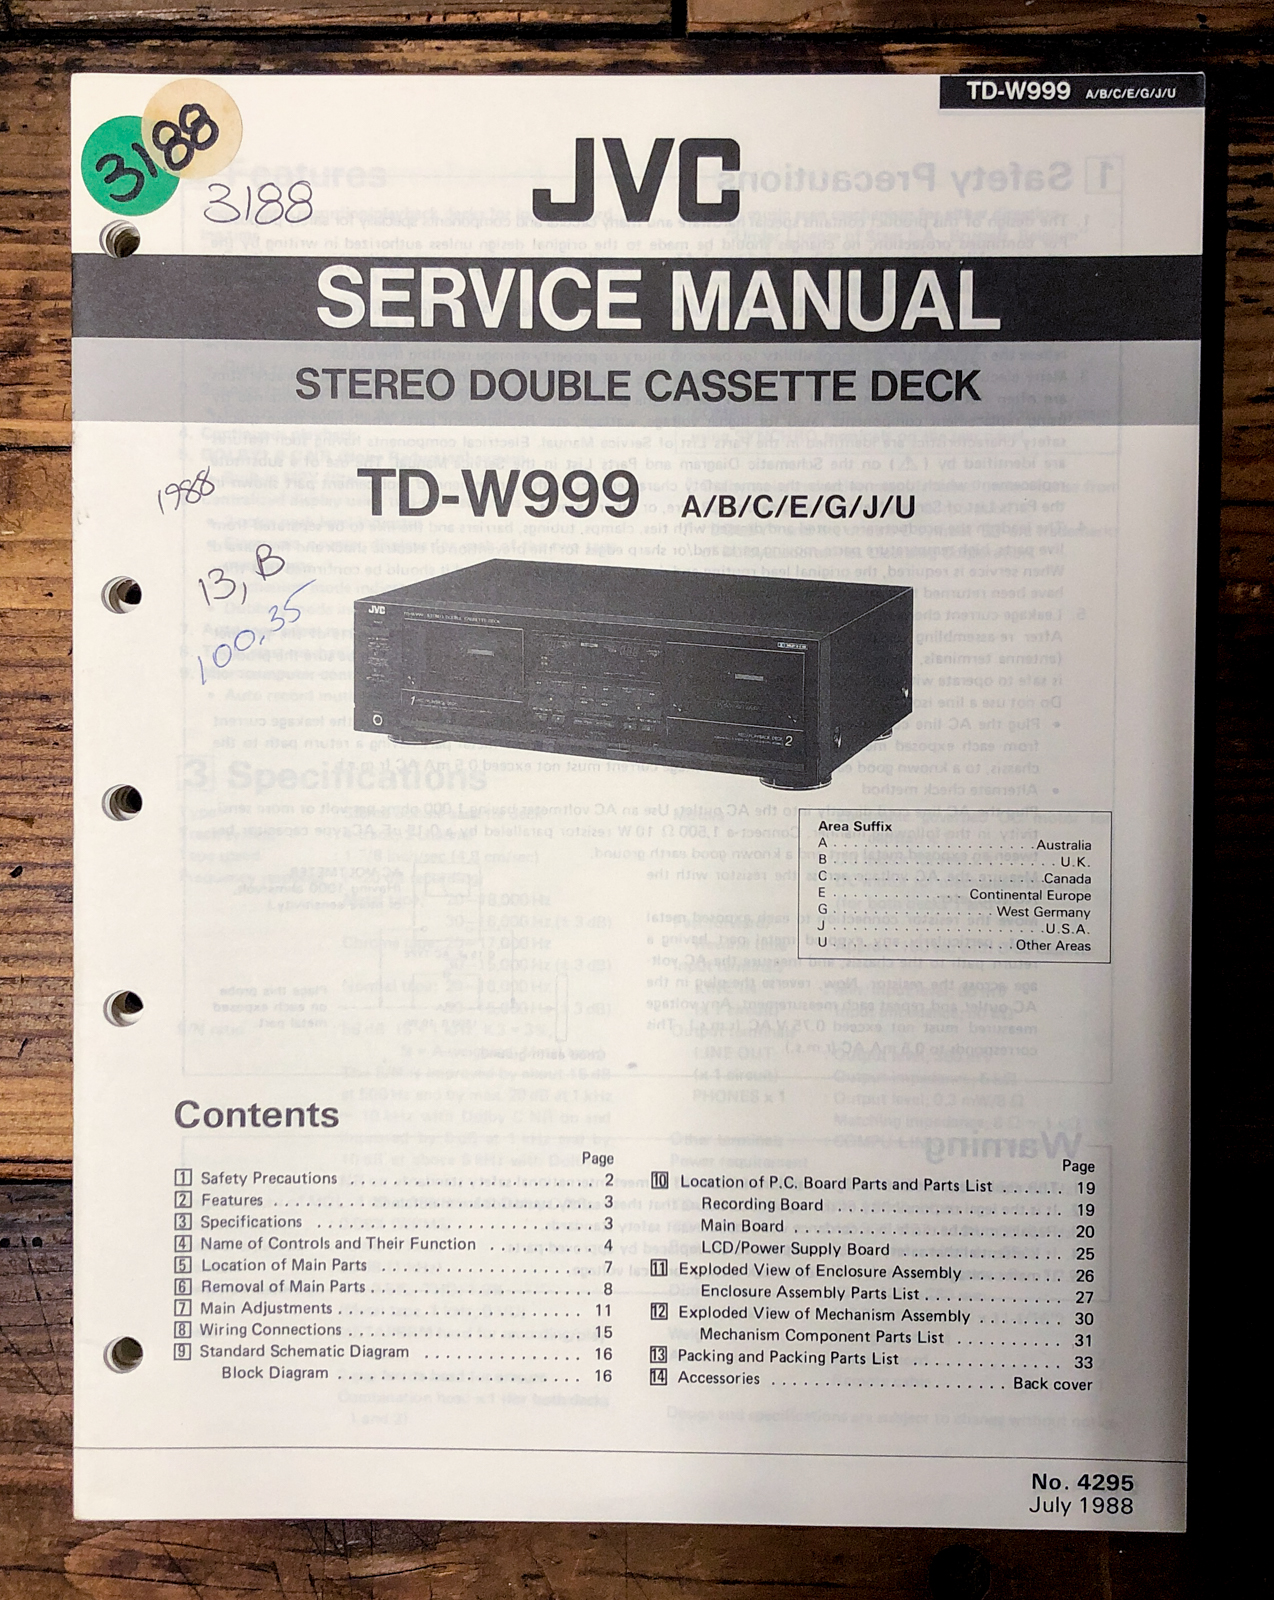 TD-W999 A/B/C/E/G/J/U
3188
3188
JVC
SERVICE MANUAL
STEREO DOUBLE CASSETTE DECK
1988
TD-W999 A/B/C/E/G/J/U
13, B
100.35
JVC
1
2
Area Suffix
A . . . . . . . . . . . . . . . . . . . . . . Australia
B . . . . . . . . . . . . . . . . . . . . . . . . . U.K.
C . . . . . . . . . . . . . . . . . . . . . . . Canada
E . . . . . . . . . . . . . . Continental Europe
G . . . . . . . . . . . . . . . . . West Germany
J . . . . . . . . . . . . . . . . . . . . . . . . U.S.A.
U . . . . . . . . . . . . . . . . . . . Other Areas
Contents
Page
1 Safety Precautions . . . . . . . . . . . . . . . . . . . . 2
2 Features . . . . . . . . . . . . . . . . . . . . . . . . . . 3
3 Specifications . . . . . . . . . . . . . . . . . . . . . . 3
4 Name of Controls and Their Function . . . . . . . . 4
5 Location of Main Parts . . . . . . . . . . . . . . . . . 7
6 Removal of Main Parts . . . . . . . . . . . . . . . . . 8
7 Main Adjustments . . . . . . . . . . . . . . . . . . . . 11
8 Wiring Connections . . . . . . . . . . . . . . . . . . . 15
9 Standard Schematic Diagram . . . . . . . . . . . . . 16
Block Diagram . . . . . . . . . . . . . . . . . . . . . 16
Page
10 Location of P.C. Board Parts and Parts List . . . . . . 19
Recording Board . . . . . . . . . . . . . . . . . . . 19
Main Board . . . . . . . . . . . . . . . . . . . . . . 20
LCD/Power Supply Board . . . . . . . . . . . . . . 25
11 Exploded View of Enclosure Assembly . . . . . . . . . 26
Enclosure Assembly Parts List . . . . . . . . . . . . 27
12 Exploded View of Mechanism Assembly . . . . . . . . 30
Mechanism Component Parts List . . . . . . . . . . 31
13 Packing and Packing Parts List . . . . . . . . . . . . . 33
14 Accessories . . . . . . . . . . . . . . . . . . . . . Back cover
No. 4295
July 1988